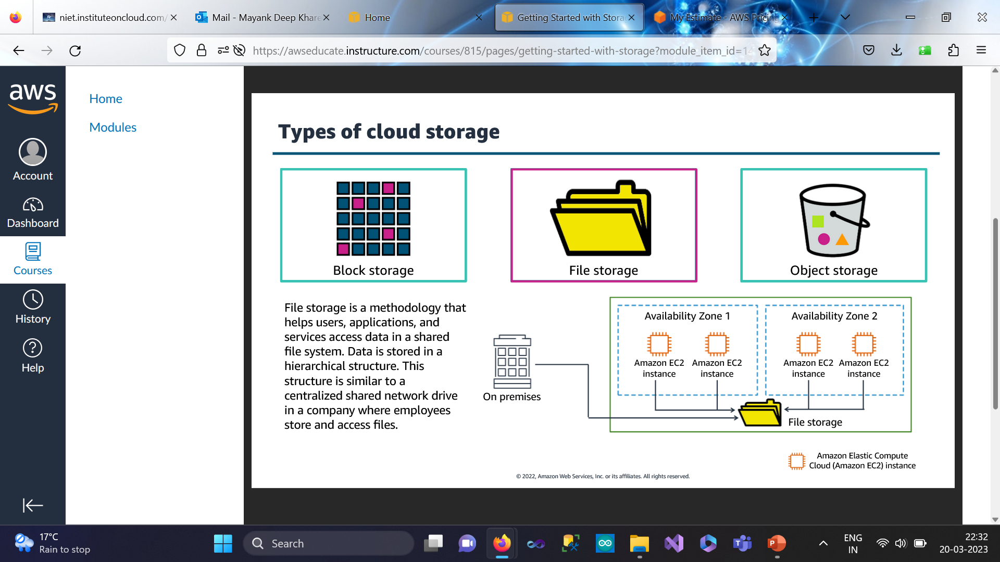 niet.instituteoncloud.com/
Mail - Mayank Deep Khare
Home
Getting Started with Stora
My Estimate - AWS Pricing
https://awseducate.instructure.com/courses/815/pages/getting-started-with-storage?module_item_id=14
aws
Account
Dashboard
Courses
History
Help
Home
Modules
Types of cloud storage
Block storage
File storage
Object storage
File storage is a methodology that
helps users, applications, and
services access data in a shared
file system. Data is stored in a
hierarchical structure. This
structure is similar to a
centralized shared network drive
in a company where employees
store and access files.
On premises
Availability Zone 1
Amazon EC2
instance
Amazon EC2
instance
Availability Zone 2
Amazon EC2
instance
Amazon EC2
instance
File storage
Amazon Elastic Compute
Cloud (Amazon EC2) instance
© 2022, Amazon Web Services, Inc. or its affiliates. All rights reserved.
17°C
Rain to stop
Search
ENG
IN
22:32
20-03-2023